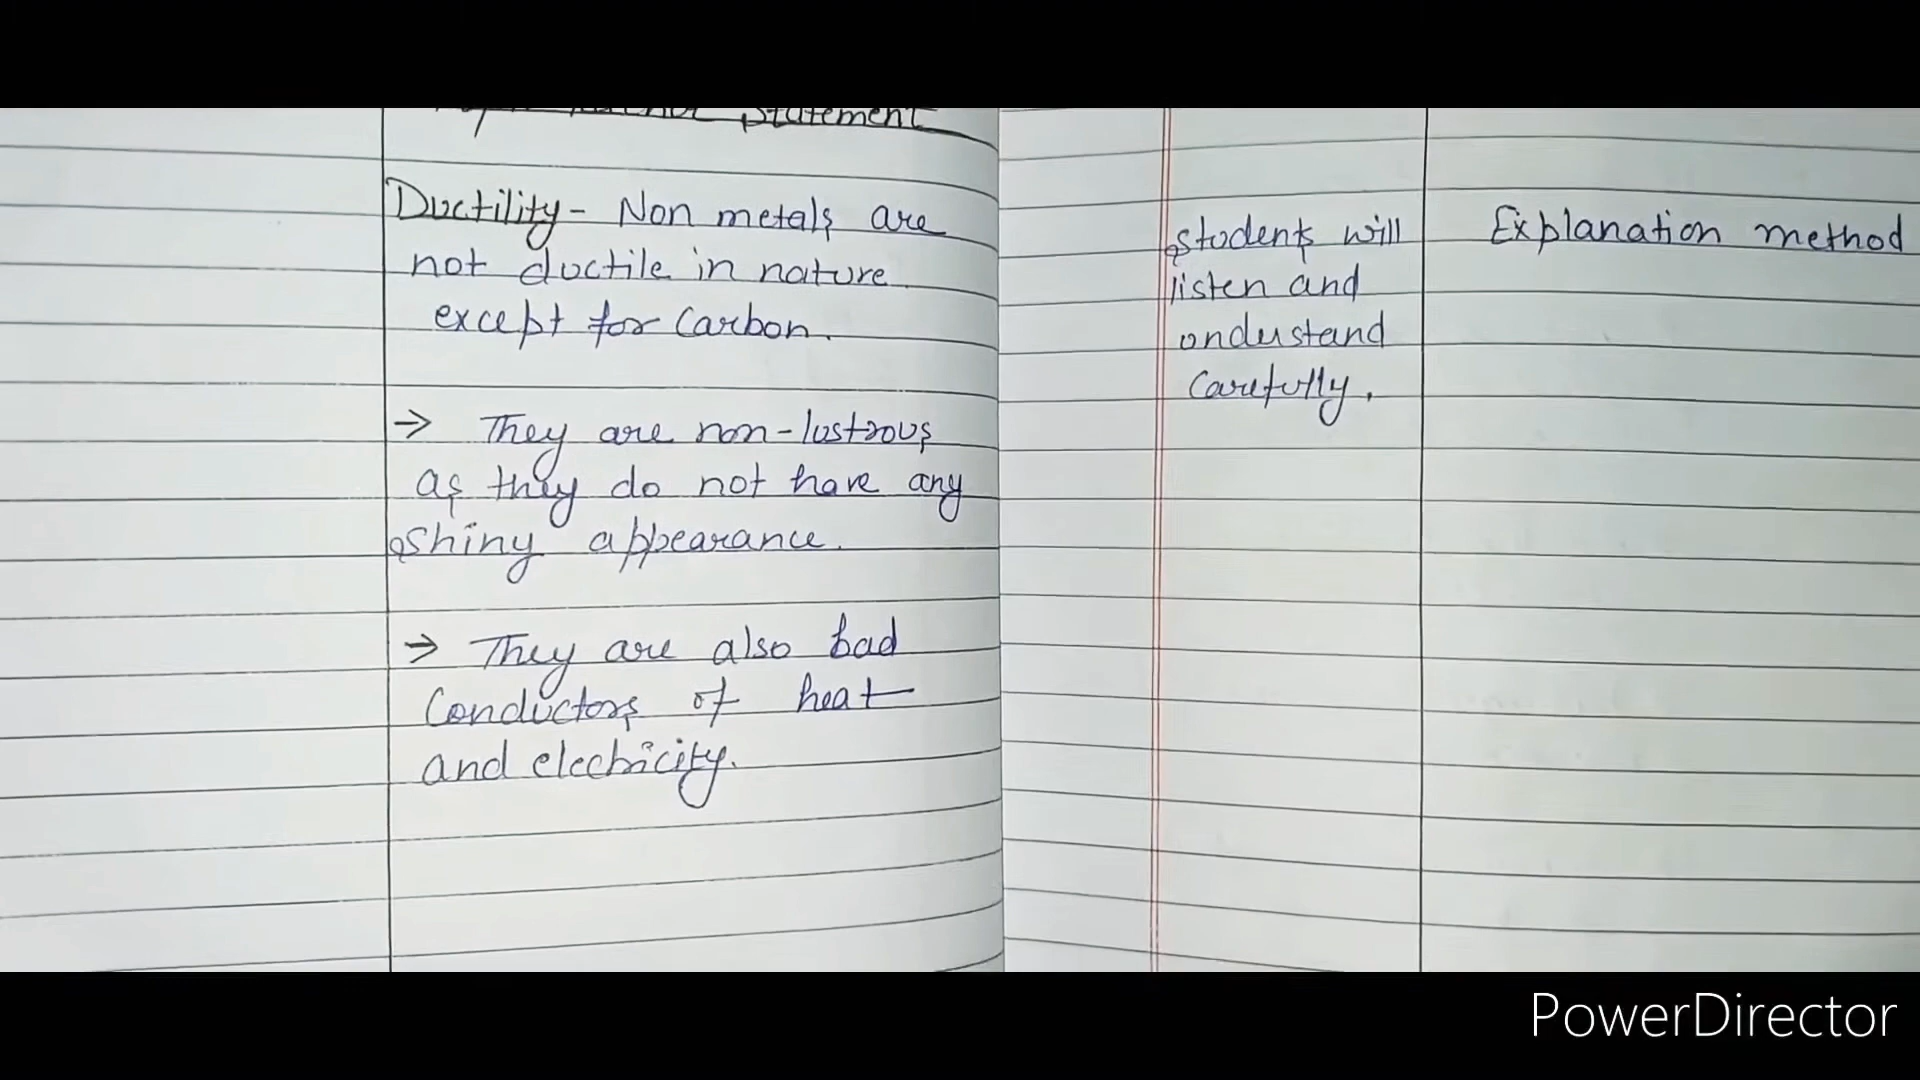 Statement
Ductility - Non metals are
not ductile in nature
except for Carbon.
→ They are non-lustrous
as they do not have any
shiny appearance.
→ They are also bad
Conductors of heat
and electricity.
students will
listen and
understand
Carefully.
Explanation method
PowerDirector